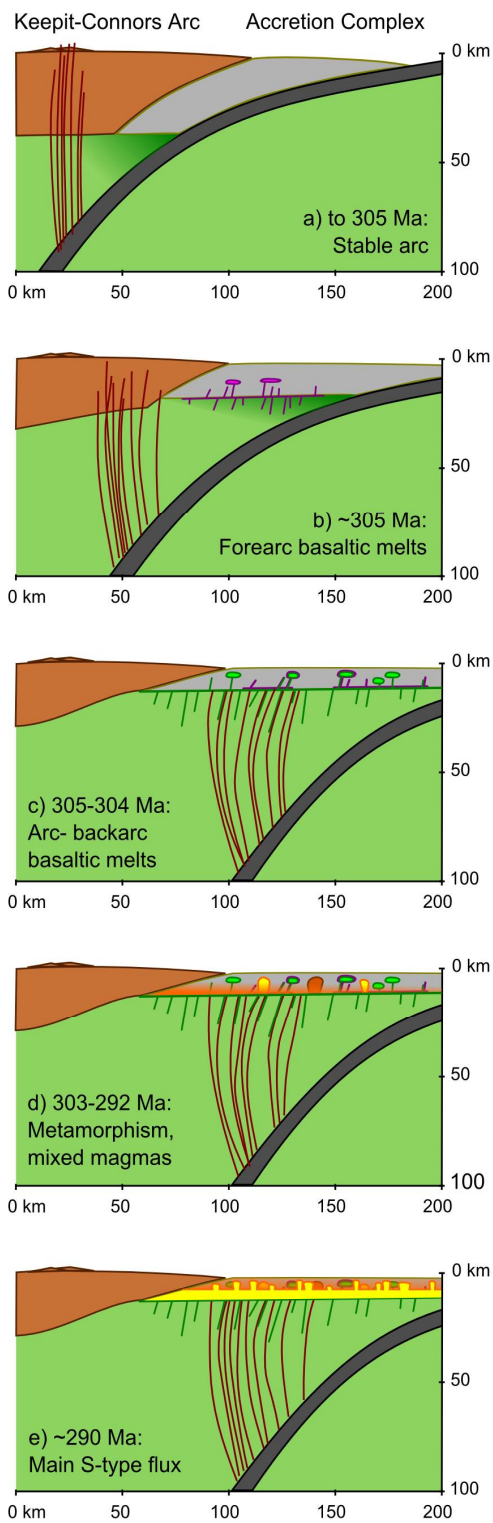 Keepit-Connors Arc Accretion Complex
0 km
50
a) to 305 Ma:
Stable arc
100
0 km 50 100 150 200
0 km
50
b) ~305 Ma:
Forearc basaltic melts
100
0 km 50 100 150 200
0 km
50
c) 305-304 Ma:
Arc- backarc
basaltic melts
100
0 km 50 100 150 200
0 km
50
d) 303-292 Ma:
Metamorphism,
mixed magmas
100
0 km 50 100 150 200
0 km
50
e) ~290 Ma:
Main S-type flux
100
0 km 50 100 150 200